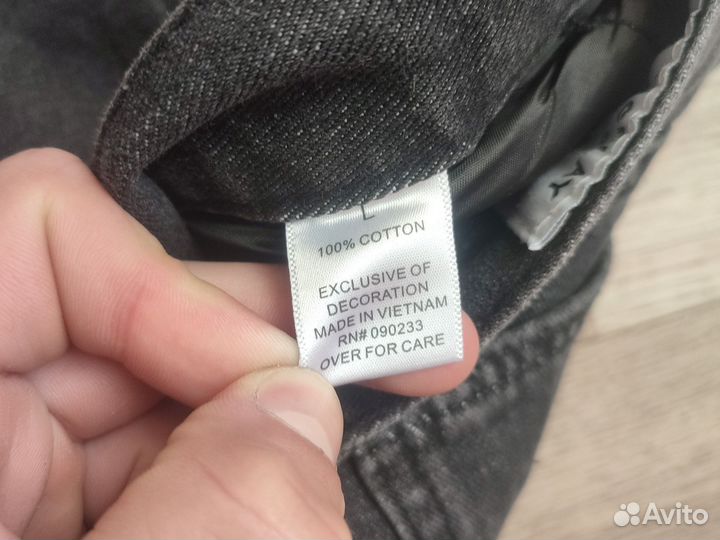 L
100% COTTON
EXCLUSIVE OF
DECORATION
MADE IN VIETNAM
RN# 090233
OVER FOR CARE
Avito